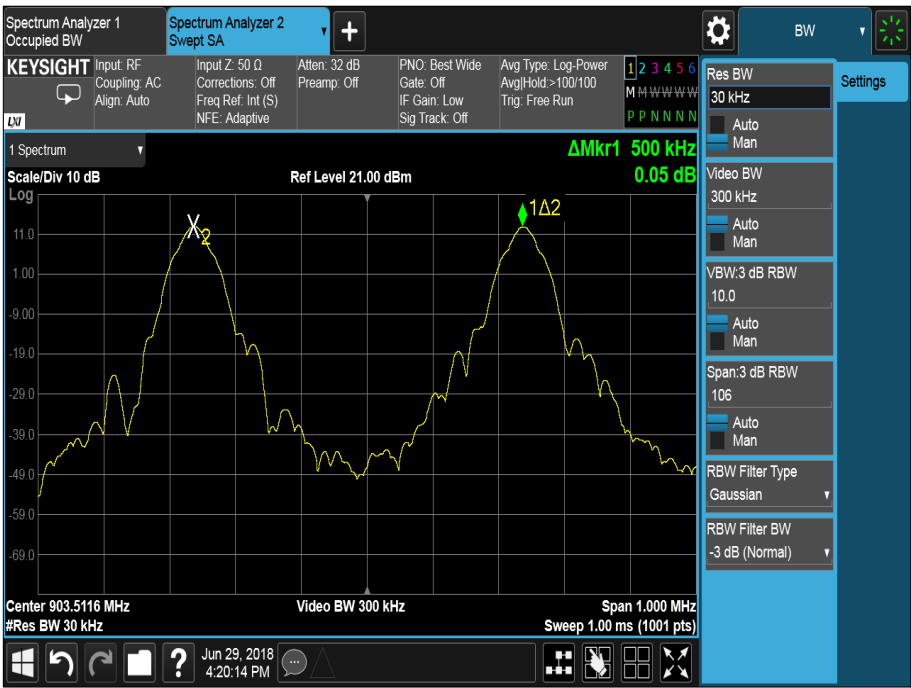 Spectrum Analyzer 1
Occupied BW
Spectrum Analyzer 2
Swept SA
+
BW
KEYSIGHT
LXI
Input: RF
Coupling: AC
Align: Auto
Input Z: 50 Ω
Corrections: Off
Freq Ref: Int (S)
NFE: Adaptive
Atten: 32 dB
Preamp: Off
PNO: Best Wide
Gate: Off
IF Gain: Low
Sig Track: Off
Avg Type: Log-Power
Avg|Hold:>100/100
Trig: Free Run
1 2 3 4 5 6
M M W W W W
P P N N N N
1 Spectrum
ΔMkr1 500 kHz
0.05 dB
Scale/Div 10 dB
Ref Level 21.00 dBm
Log
1Δ2
2
11.0
1.00
-9.00
-19.0
-29.0
-39.0
-49.0
-59.0
-69.0
Center 903.5116 MHz
Video BW 300 kHz
Span 1.000 MHz
#Res BW 30 kHz
Sweep 1.00 ms (1001 pts)
Settings
Res BW
30 kHz
Auto
Man
Video BW
300 kHz
Auto
Man
VBW:3 dB RBW
10.0
Auto
Man
Span:3 dB RBW
106
Auto
Man
RBW Filter Type
Gaussian
RBW Filter BW
-3 dB (Normal)
?
Jun 29, 2018
4:20:14 PM